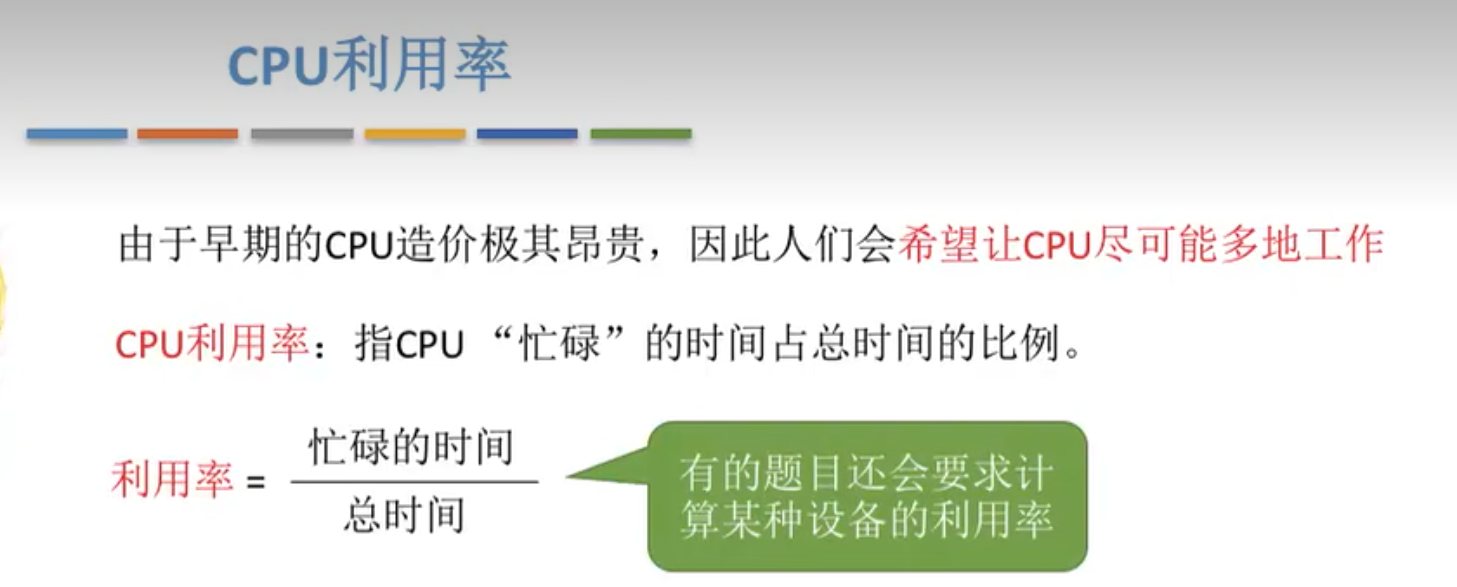 CPU利用率
由于早期的CPU造价极其昂贵，因此人们会希望让CPU尽可能多地工作
CPU利用率：指CPU “忙碌”的时间占总时间的比例。
利用率 =
忙碌的时间
总时间
有的题目还会要求计
算某种设备的利用率